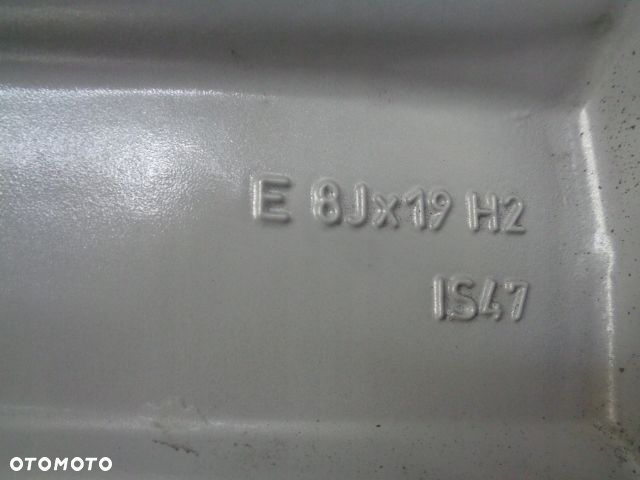 E 8Jx19 H2
IS47
OTOMOTO